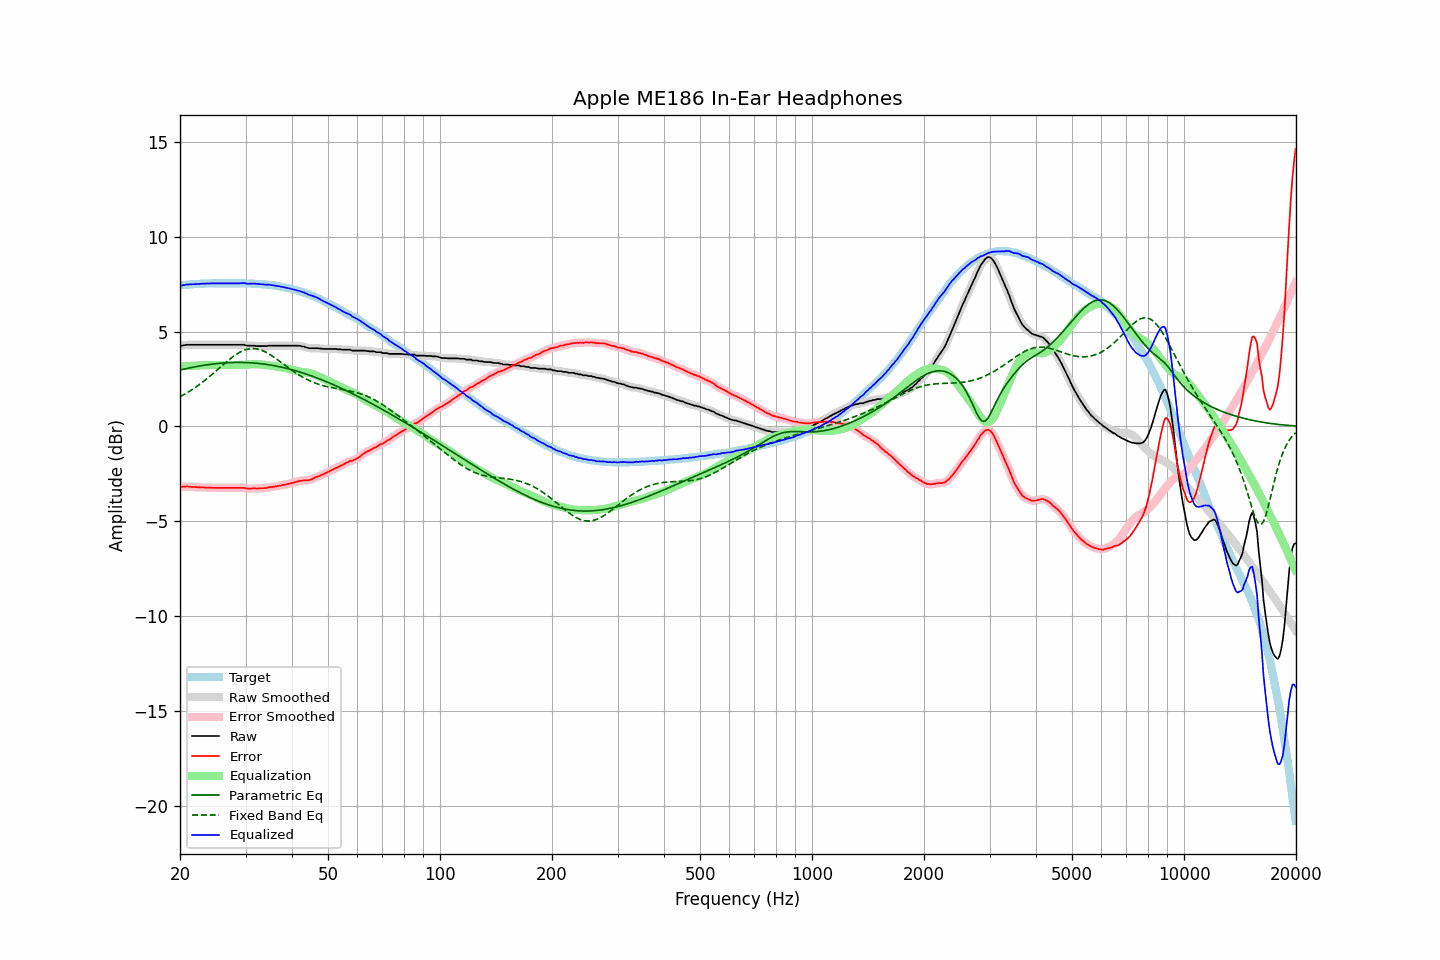 Apple ME186 In-Ear Headphones
Amplitude (dBr)
15
10
5
0
−5
−10
−15
−20
Target
Raw Smoothed
Error Smoothed
Raw
Error
Equalization
Parametric Eq
Fixed Band Eq
Equalized
20 50 100 200 500 1000 2000 5000 10000 20000
Frequency (Hz)